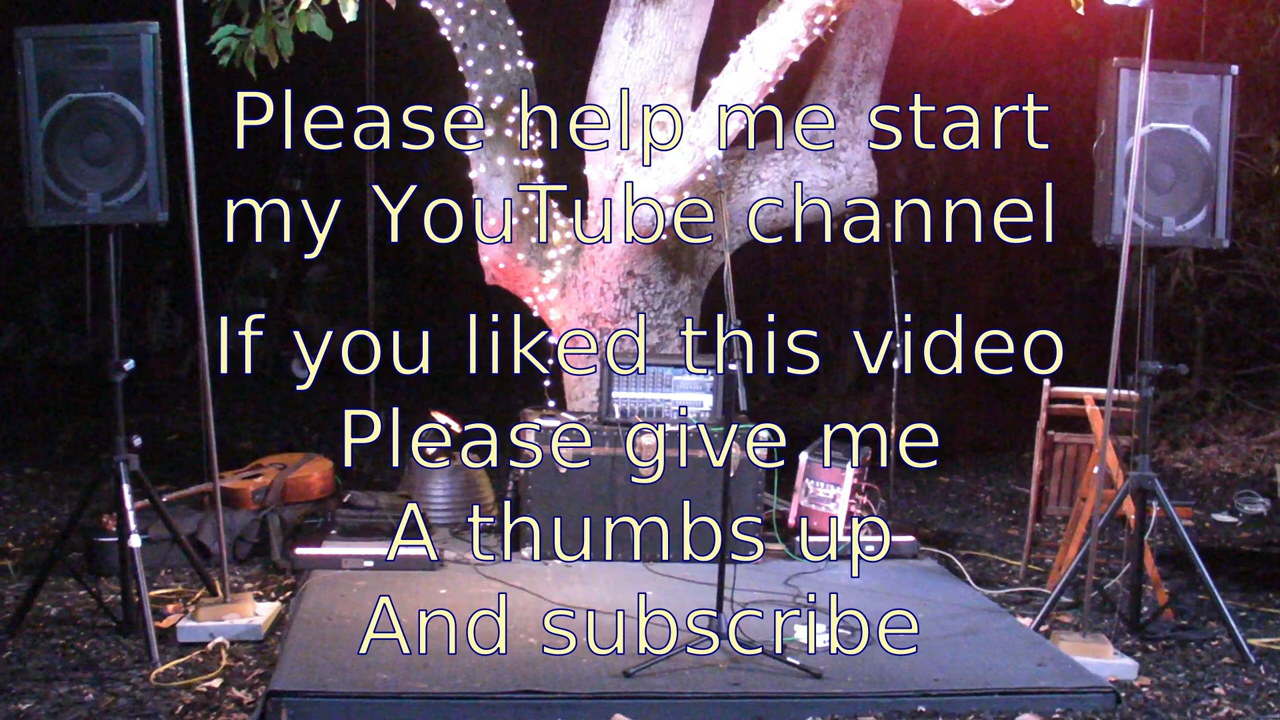 Please help me start
my YouTube channel
If you liked this video
Please give me
A thumbs up
And subscribe